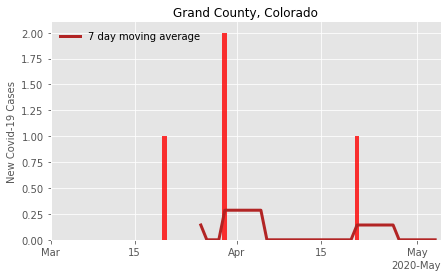 Grand County, Colorado
7 day moving average
New Covid-19 Cases
2.00
1.75
1.50
1.25
1.00
0.75
0.50
0.25
0.00
Mar
15
Apr
15
May
2020-May